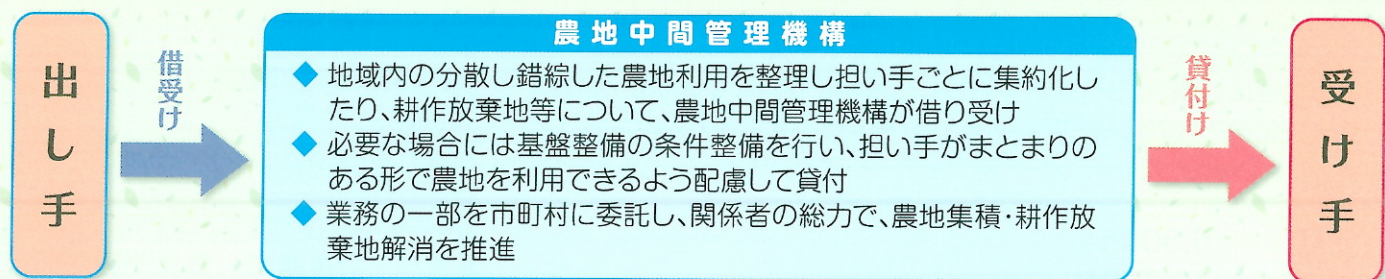 出し手
借受け
農地中間管理機構
◆ 地域内の分散し錯綜した農地利用を整理し担い手ごとに集約化し
たり、耕作放棄地等について、農地中間管理機構が借り受け
◆ 必要な場合には基盤整備の条件整備を行い、担い手がまとまりの
ある形で農地を利用できるよう配慮して貸付
◆ 業務の一部を市町村に委託し、関係者の総力で、農地集積・耕作放
棄地解消を推進
貸付け
受け手